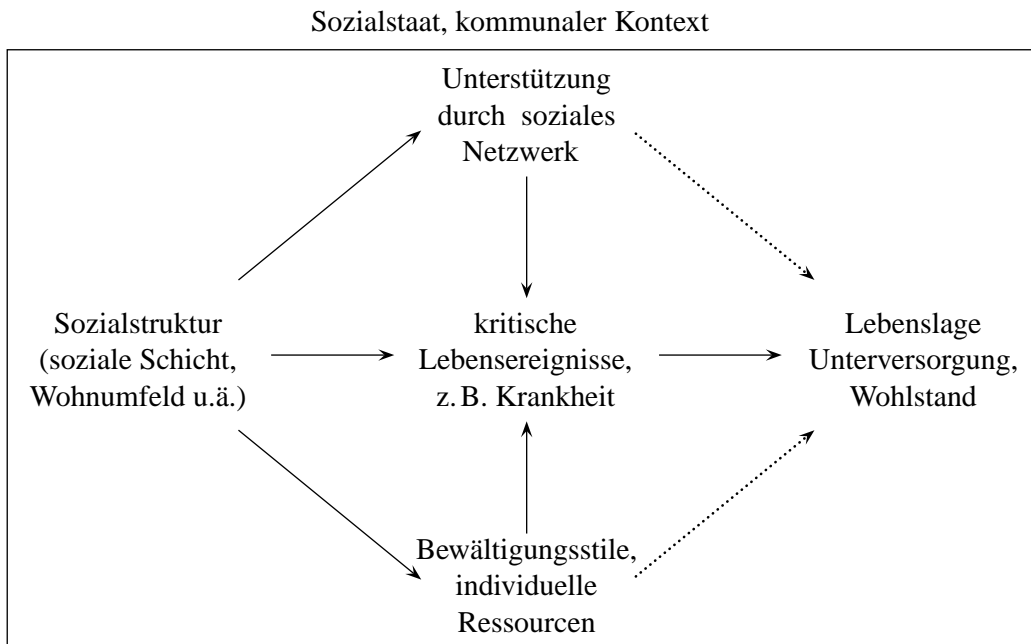 Sozialstaat, kommunaler Kontext
Unterstützung
durch soziales
Netzwerk
Sozialstruktur
(soziale Schicht,
Wohnumfeld u.ä.)
kritische
Lebensereignisse,
z. B. Krankheit
Lebenslage
Unterversorgung,
Wohlstand
Bewältigungsstile,
individuelle
Ressourcen